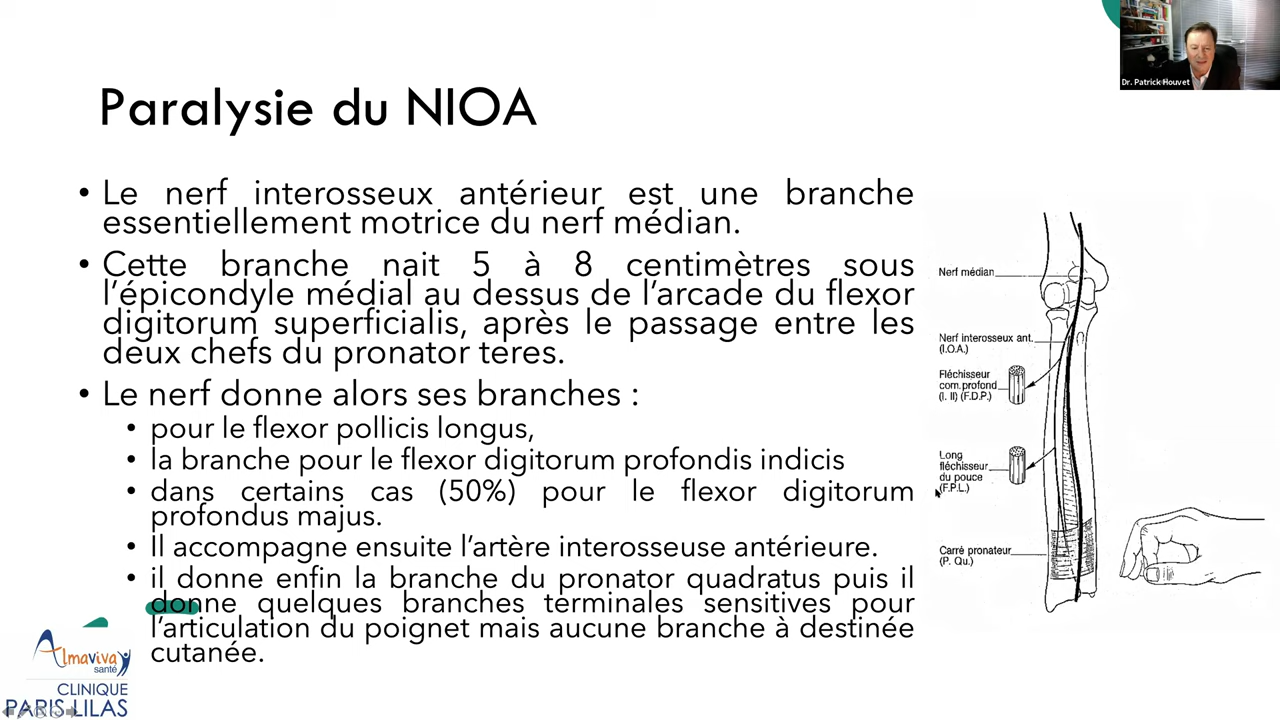 Dr. Patrick Houvet
Paralysie du NIOA
• Le nerf interosseux antérieur est une branche
essentiellement motrice du nerf médian.
• Cette branche nait 5 à 8 centimètres sous
l’épicondyle médial au dessus de l’arcade du flexor
digitorum superficialis, après le passage entre les
deux chefs du pronator teres.
• Le nerf donne alors ses branches :
• pour le flexor pollicis longus,
• la branche pour le flexor digitorum profondis indicis
• dans certains cas (50%) pour le flexor digitorum
profondus majus.
• Il accompagne ensuite l’artère interosseuse antérieure.
• il donne enfin la branche du pronator quadratus puis il
donne quelques branches terminales sensitives pour
l’articulation du poignet mais aucune branche à destinée
cutanée.
Nerf médian
Nerf interosseux ant.
(I.O.A.)
Fléchisseur
com. profond
(I. II) (F.D.P.)
Long
fléchisseur
du pouce
(F.P.L.)
Carré pronateur
(P. Qu.)
Almaviva
santé
CLINIQUE
PARIS LILAS